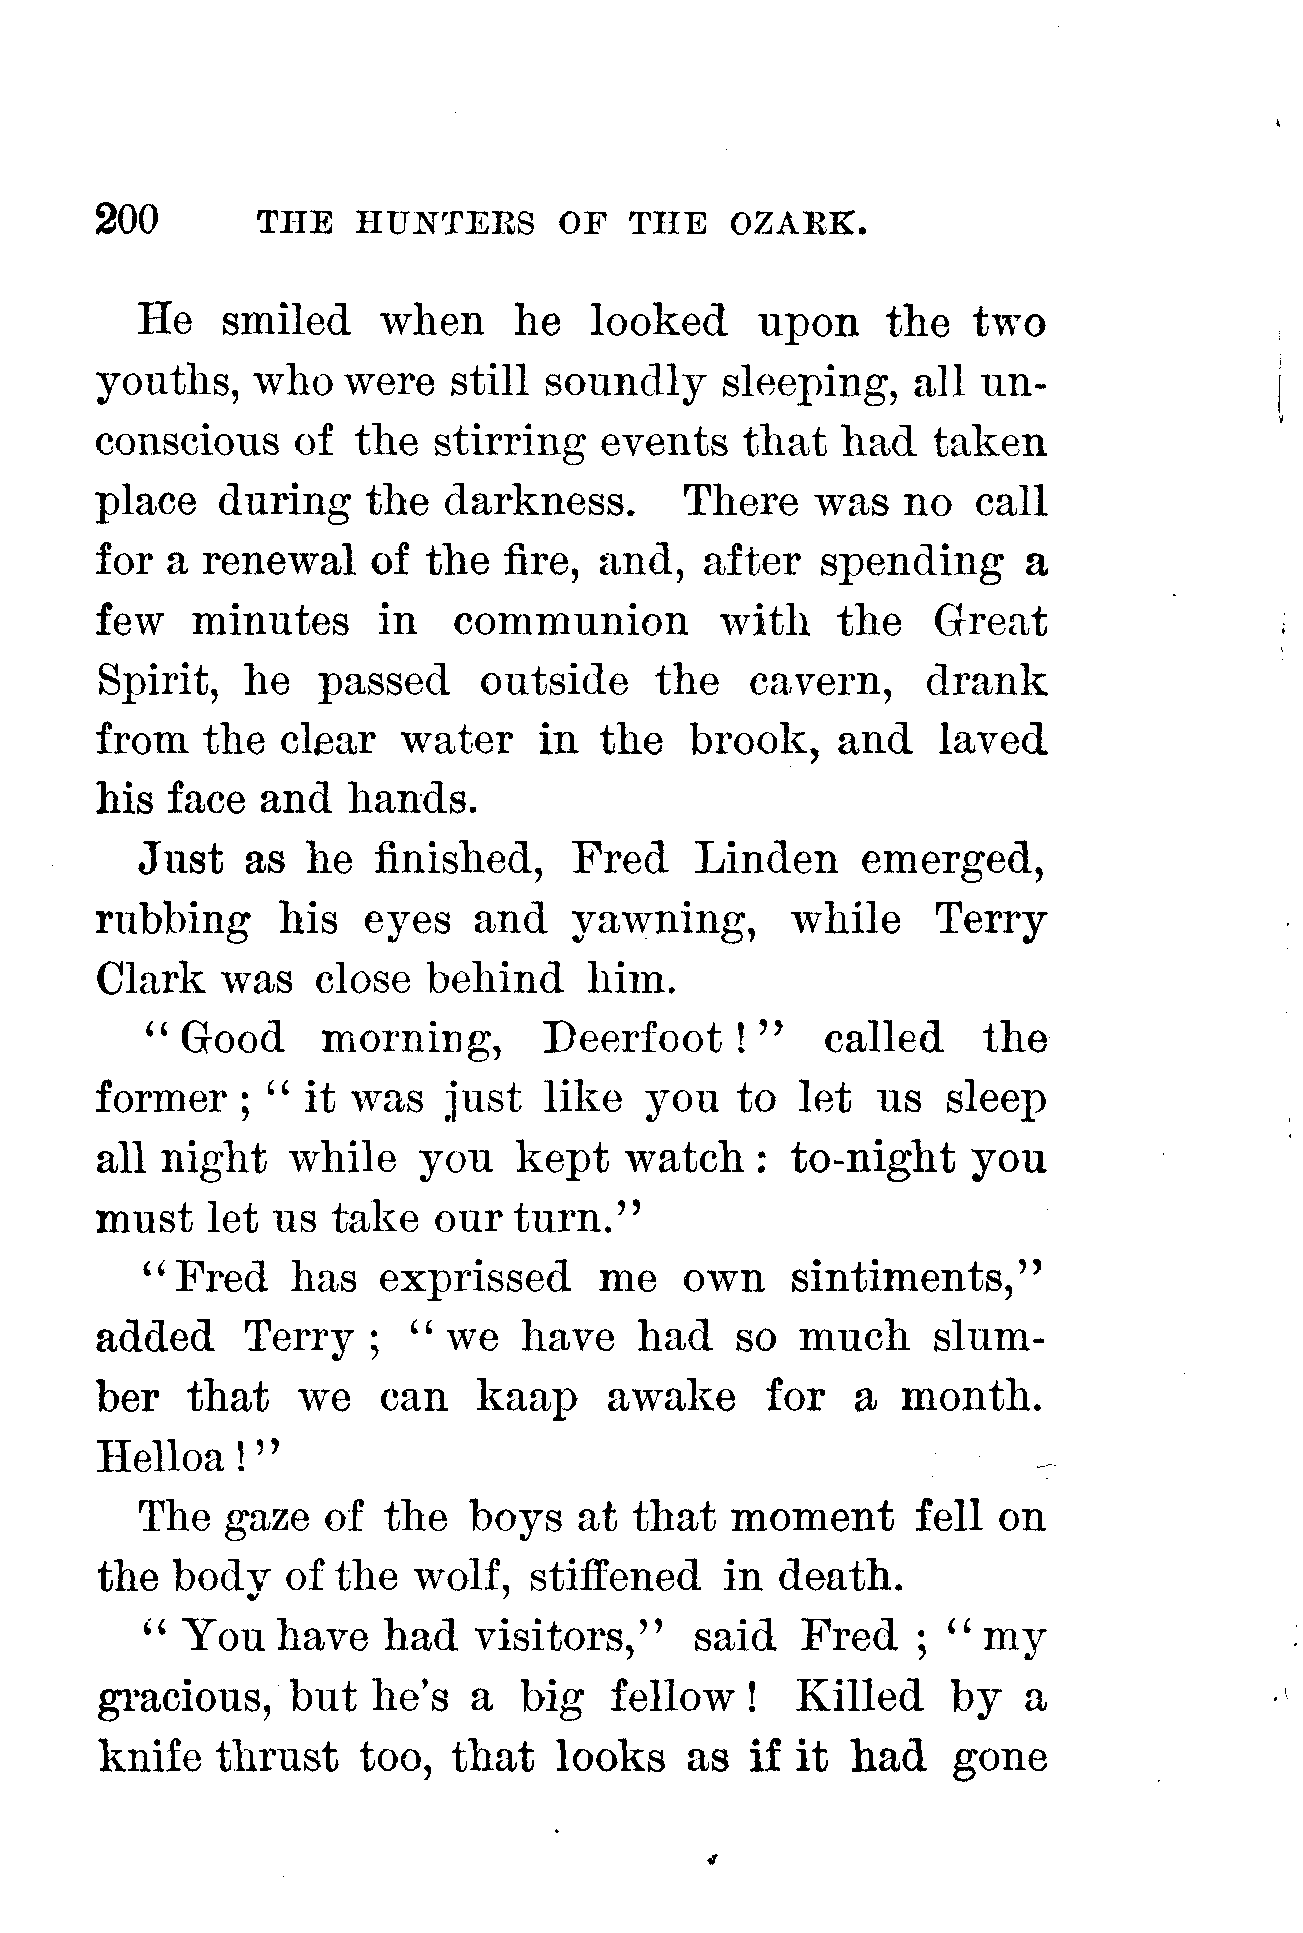 200 THE HUNTERS OF THE OZARK.
He smiled when he looked upon the two
youths, who were still soundly sleeping, all un-
conscious of the stirring events that had taken
place during the darkness. There was no call
for a renewal of the fire, and, after spending a
few minutes in communion with the Great
Spirit, he passed outside the cavern, drank
from the clear water in the brook, and laved
his face and hands.
Just as he finished, Fred Linden emerged,
rubbing his eyes and yawning, while Terry
Clark was close behind him.
“Good morning, Deerfoot!” called the
former; “it was just like you to let us sleep
all night while you kept watch: to-night you
must let us take our turn.”
“Fred has exprissed me own sintiments,”
added Terry; “we have had so much slum-
ber that we can kaap awake for a month.
Helloa!”
The gaze of the boys at that moment fell on
the body of the wolf, stiffened in death.
“You have had visitors,” said Fred; “my
gracious, but he's a big fellow! Killed by a
knife thrust too, that looks as if it had gone